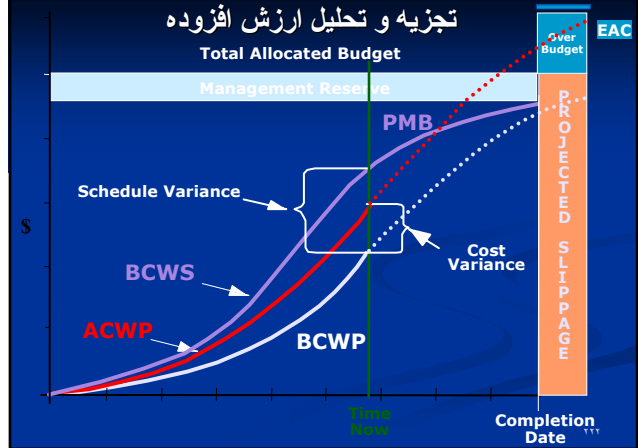 تجزیه و تحلیل ارزش افزوده
EAC
Over
Budget
Total Allocated Budget
Management Reserve
PMB
PROJECTED SLIPPAGE
Schedule Variance
$
Cost
Variance
BCWS
ACWP
BCWP
Time
Now
Completion
Date
۲۲۲